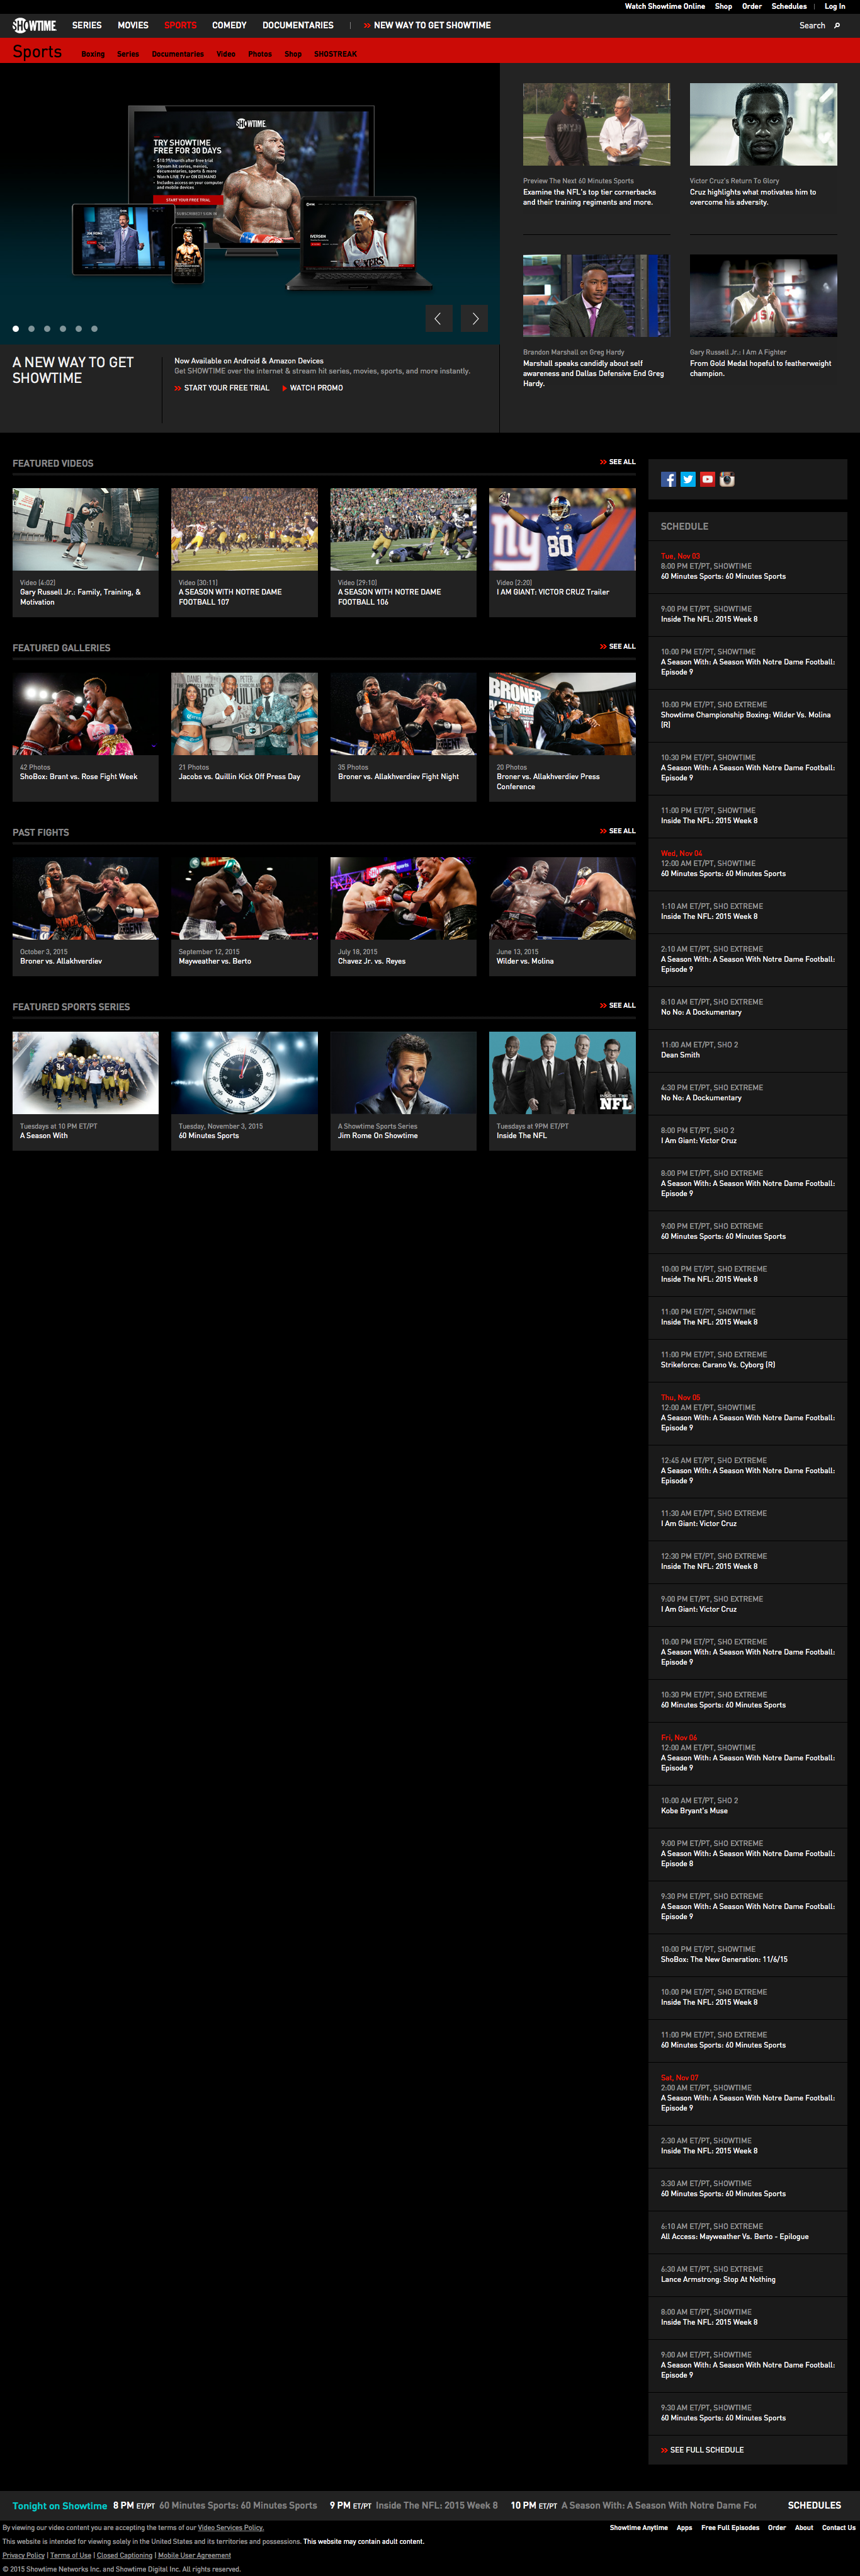 Watch Showtime Online Shop Order Schedules | Log In
SHOWTIME SERIES MOVIES SPORTS COMEDY DOCUMENTARIES | NEW WAY TO GET SHOWTIME Search
Sports Boxing Series Documentaries Video Photos Shop SHOSTREAK
SHOWTIME
TRY SHOWTIME
FREE FOR 30 DAYS
START YOUR FREE TRIAL
A NEW WAY TO GET
SHOWTIME
Now Available on Android & Amazon Devices
Get SHOWTIME over the internet & stream hit series, movies, sports, and more instantly.
START YOUR FREE TRIAL WATCH PROMO
Preview The Next 60 Minutes Sports
Examine the NFL's top tier cornerbacks
and their training regiments and more.
Victor Cruz's Return To Glory
Cruz highlights what motivates him to
overcome his adversity.
Brandon Marshall on Greg Hardy
Marshall speaks candidly about self
awareness and Dallas Defensive End Greg
Hardy.
Gary Russell Jr.: I Am A Fighter
From Gold Medal hopeful to featherweight
champion.
FEATURED VIDEOS SEE ALL
Video (4:02)
Gary Russell Jr.: Family, Training, &
Motivation
Video (30:11)
A SEASON WITH NOTRE DAME
FOOTBALL 107
Video (29:10)
A SEASON WITH NOTRE DAME
FOOTBALL 106
Video (2:20)
I AM GIANT: VICTOR CRUZ Trailer
FEATURED GALLERIES SEE ALL
42 Photos
ShoBox: Brant vs. Rose Fight Week
21 Photos
Jacobs vs. Quillin Kick Off Press Day
35 Photos
Broner vs. Allakhverdiev Fight Night
20 Photos
Broner vs. Allakhverdiev Press
Conference
PAST FIGHTS SEE ALL
October 3, 2015
Broner vs. Allakhverdiev
September 12, 2015
Mayweather vs. Berto
July 18, 2015
Chavez Jr. vs. Reyes
June 13, 2015
Wilder vs. Molina
FEATURED SPORTS SERIES SEE ALL
Tuesdays at 10 PM ET/PT
A Season With
Tuesday, November 3, 2015
60 Minutes Sports
A Showtime Sports Series
Jim Rome On Showtime
INSIDE THE
NFL
Tuesdays at 9PM ET/PT
Inside The NFL
SCHEDULE
Tue, Nov 03
8:00 PM ET/PT, SHOWTIME
60 Minutes Sports: 60 Minutes Sports
9:00 PM ET/PT, SHOWTIME
Inside The NFL: 2015 Week 8
10:00 PM ET/PT, SHOWTIME
A Season With: A Season With Notre Dame Football:
Episode 9
10:00 PM ET/PT, SHO EXTREME
Showtime Championship Boxing: Wilder Vs. Molina
(R)
10:30 PM ET/PT, SHOWTIME
A Season With: A Season With Notre Dame Football:
Episode 9
11:00 PM ET/PT, SHOWTIME
Inside The NFL: 2015 Week 8
Wed, Nov 04
12:00 AM ET/PT, SHOWTIME
60 Minutes Sports: 60 Minutes Sports
1:10 AM ET/PT, SHO EXTREME
Inside The NFL: 2015 Week 8
2:10 AM ET/PT, SHO EXTREME
A Season With: A Season With Notre Dame Football:
Episode 9
8:10 AM ET/PT, SHO EXTREME
No No: A Dockumentary
11:00 AM ET/PT, SHO 2
Dean Smith
4:30 PM ET/PT, SHO EXTREME
No No: A Dockumentary
8:00 PM ET/PT, SHO 2
I Am Giant: Victor Cruz
8:00 PM ET/PT, SHO EXTREME
A Season With: A Season With Notre Dame Football:
Episode 9
9:00 PM ET/PT, SHO EXTREME
60 Minutes Sports: 60 Minutes Sports
10:00 PM ET/PT, SHO EXTREME
Inside The NFL: 2015 Week 8
11:00 PM ET/PT, SHOWTIME
Inside The NFL: 2015 Week 8
11:00 PM ET/PT, SHO EXTREME
Strikeforce: Carano Vs. Cyborg (R)
Thu, Nov 05
12:00 AM ET/PT, SHOWTIME
A Season With: A Season With Notre Dame Football:
Episode 9
12:45 AM ET/PT, SHO EXTREME
A Season With: A Season With Notre Dame Football:
Episode 9
11:30 AM ET/PT, SHO EXTREME
I Am Giant: Victor Cruz
12:30 PM ET/PT, SHO EXTREME
Inside The NFL: 2015 Week 8
9:00 PM ET/PT, SHO EXTREME
I Am Giant: Victor Cruz
10:00 PM ET/PT, SHO EXTREME
A Season With: A Season With Notre Dame Football:
Episode 9
10:30 PM ET/PT, SHO EXTREME
60 Minutes Sports: 60 Minutes Sports
Fri, Nov 06
12:00 AM ET/PT, SHOWTIME
A Season With: A Season With Notre Dame Football:
Episode 9
10:00 AM ET/PT, SHO 2
Kobe Bryant's Muse
9:00 PM ET/PT, SHO EXTREME
A Season With: A Season With Notre Dame Football:
Episode 8
9:30 PM ET/PT, SHO EXTREME
A Season With: A Season With Notre Dame Football:
Episode 9
10:00 PM ET/PT, SHOWTIME
ShoBox: The New Generation: 11/6/15
10:00 PM ET/PT, SHO EXTREME
Inside The NFL: 2015 Week 8
11:00 PM ET/PT, SHO EXTREME
60 Minutes Sports: 60 Minutes Sports
Sat, Nov 07
2:00 AM ET/PT, SHOWTIME
A Season With: A Season With Notre Dame Football:
Episode 9
2:30 AM ET/PT, SHOWTIME
Inside The NFL: 2015 Week 8
3:30 AM ET/PT, SHOWTIME
60 Minutes Sports: 60 Minutes Sports
6:10 AM ET/PT, SHO EXTREME
All Access: Mayweather Vs. Berto - Epilogue
6:30 AM ET/PT, SHO EXTREME
Lance Armstrong: Stop At Nothing
8:00 AM ET/PT, SHOWTIME
Inside The NFL: 2015 Week 8
9:00 AM ET/PT, SHOWTIME
A Season With: A Season With Notre Dame Football:
Episode 9
9:30 AM ET/PT, SHOWTIME
60 Minutes Sports: 60 Minutes Sports
SEE FULL SCHEDULE
Tonight on Showtime 8 PM ET/PT 60 Minutes Sports: 60 Minutes Sports 9 PM ET/PT Inside The NFL: 2015 Week 8 10 PM ET/PT A Season With: A Season With Notre Dame Foo SCHEDULES
By viewing our video content you are accepting the terms of our Video Services Policy.
Showtime Anytime Apps Free Full Episodes Order About Contact Us
This website is intended for viewing solely in the United States and its territories and possessions. This website may contain adult content.
Privacy Policy | Terms of Use | Closed Captioning | Mobile User Agreement
© 2015 Showtime Networks Inc. and Showtime Digital Inc. All rights reserved.